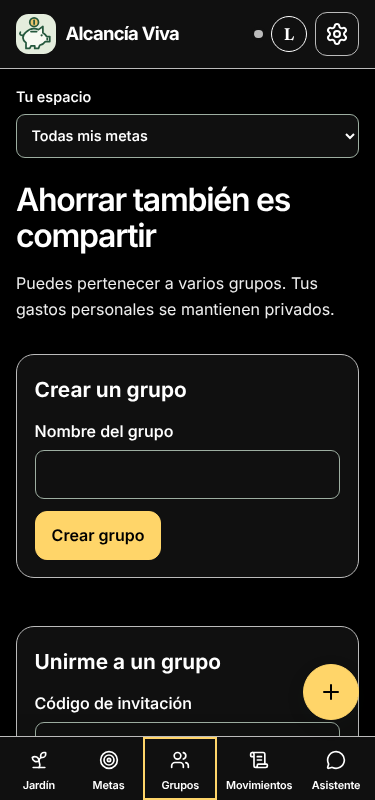 Alcancía Viva
L
Tu espacio
Todas mis metas
Ahorrar también es
compartir
Puedes pertenecer a varios grupos. Tus
gastos personales se mantienen privados.
Crear un grupo
Nombre del grupo
Crear grupo
Unirme a un grupo
Código de invitación
+
Jardín
Metas
Grupos
Movimientos
Asistente